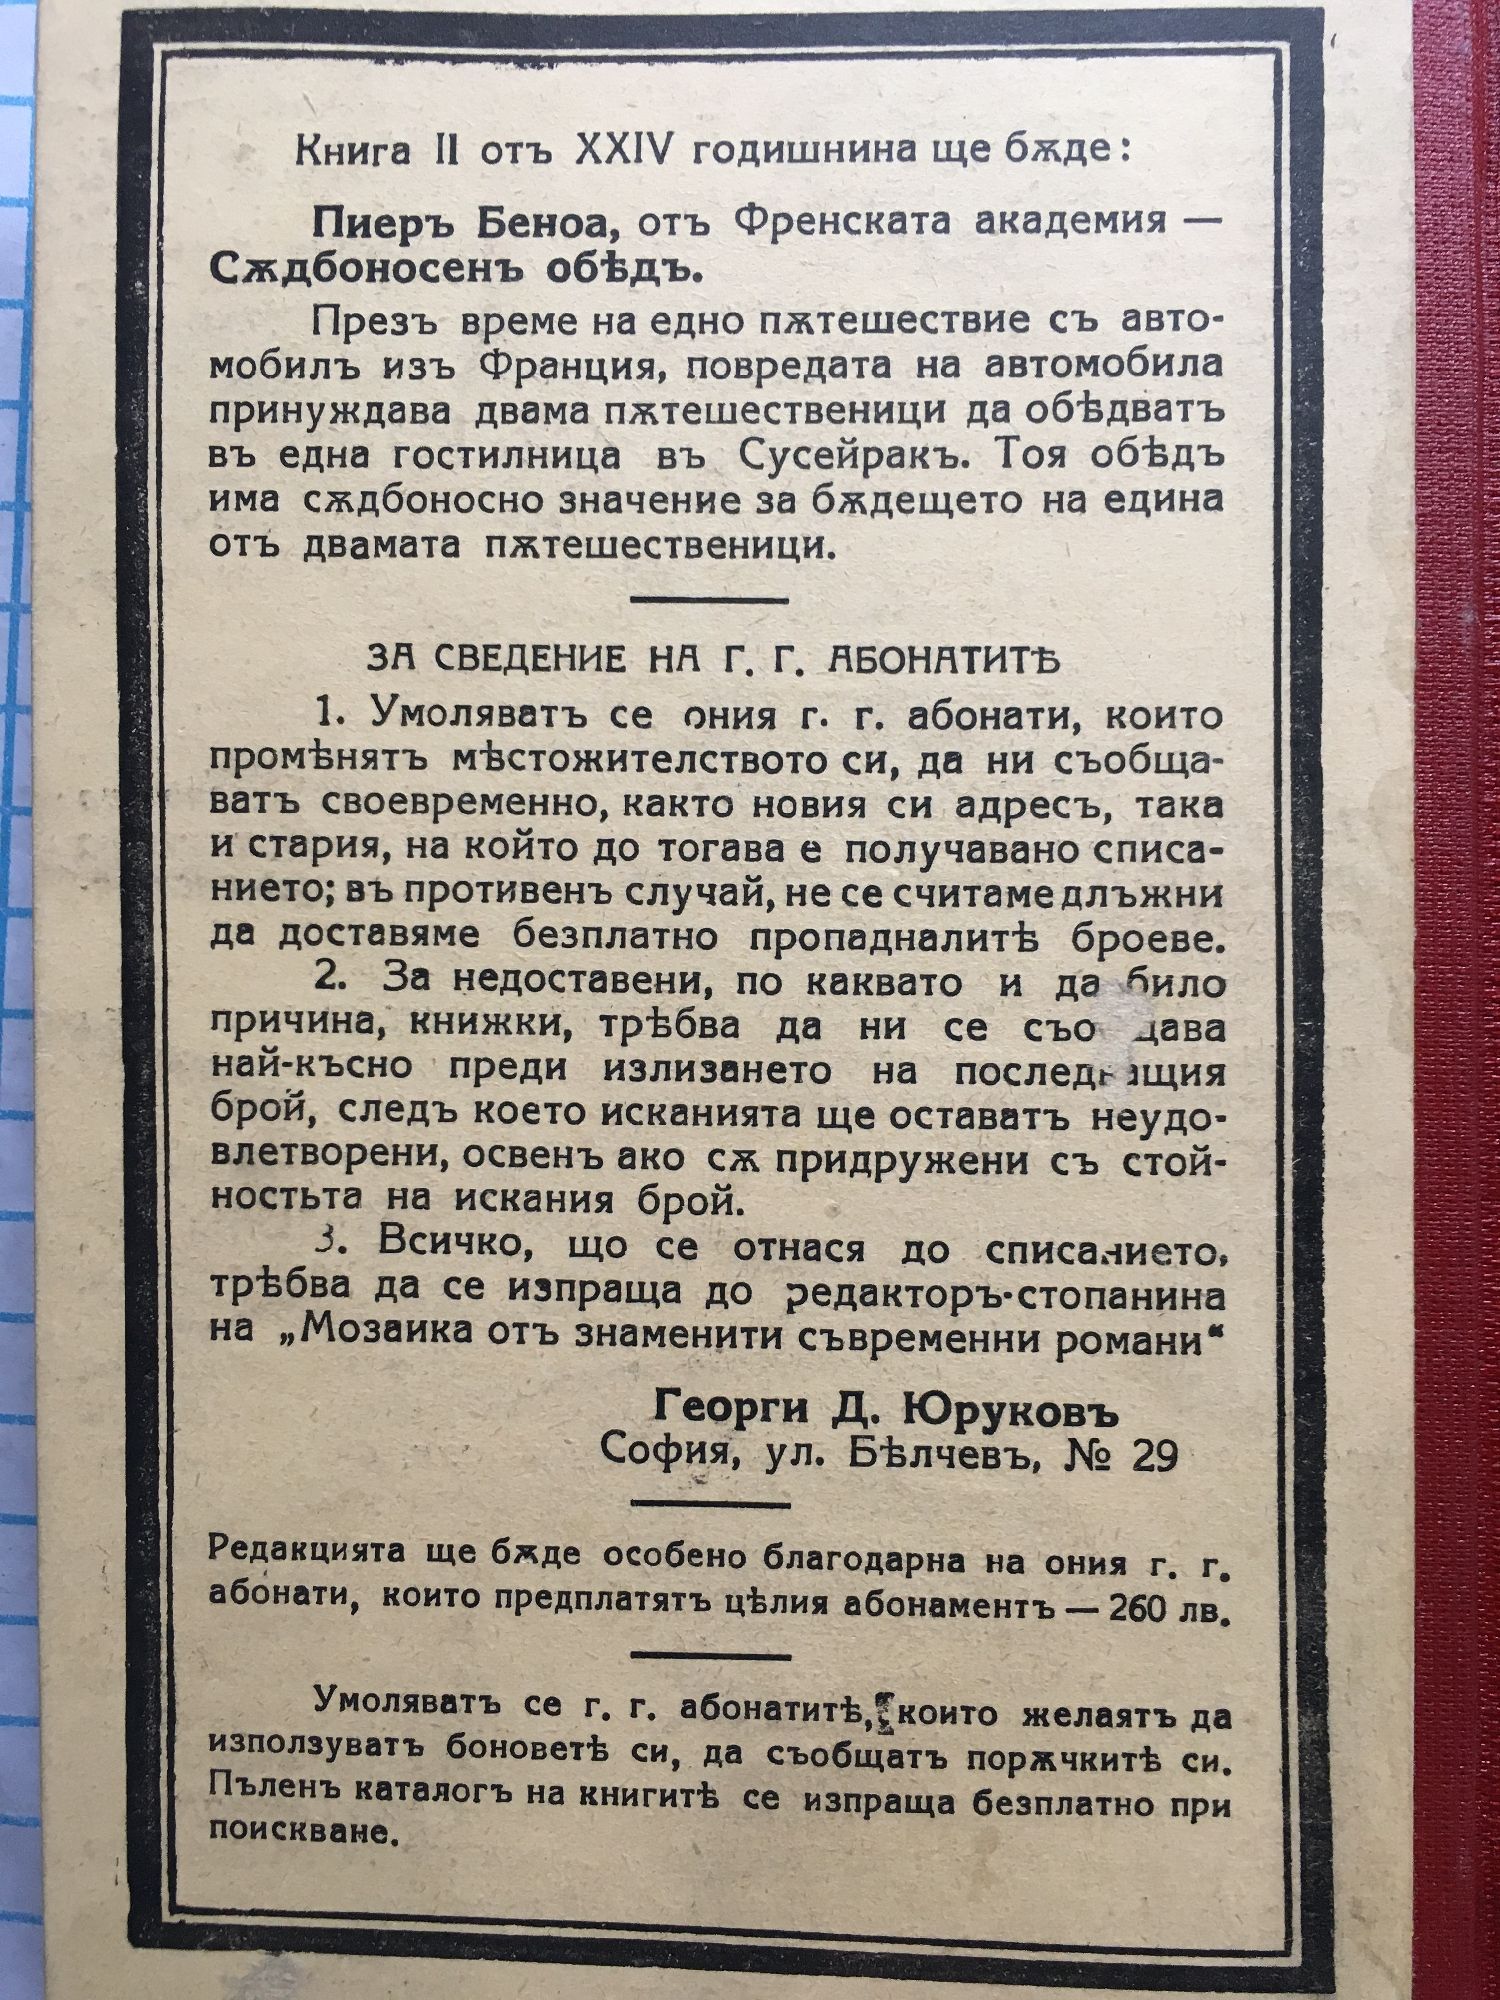 Книга II отъ XXIV годишнина ще бѫде:
Пиеръ Беноа, отъ Френската академия —
Сѫдбоносенъ обѣдъ.
Презъ време на едно пѫтешествие съ авто-
мобилъ изъ Франция, повредата на автомобила
принуждава двама пѫтешественици да обѣдватъ
въ една гостилница въ Сусейракъ. Тоя обѣдъ
има сѫдбоносно значение за бѫдещето на едина
отъ двамата пѫтешественици.
ЗА СВЕДЕНИЕ НА Г. Г. АБОНАТИТѢ
1. Умоляватъ се ония г. г. абонати, които
промѣнятъ мѣстожителството си, да ни съобща-
ватъ своевременно, както новия си адресъ, така
и стария, на който до тогава е получавано списа-
нието; въ противенъ случай, не се считаме длъжни
да доставяме безплатно пропадналитѣ броеве.
2. За недоставени, по каквато и да било
причина, книжки, трѣбва да ни се съобщава
най-късно преди излизането на последващия
брой, следъ което исканията ще оставатъ неудо-
влетворени, освенъ ако сѫ придружени съ стой-
ностьта на искания брой.
3. Всичко, що се отнася до списанието,
трѣбва да се изпраща до редакторъ-стопанина
на „Мозаика отъ знаменити съвременни романи“
Георги Д. Юруковъ
София, ул. Бѣлчевъ, № 29
Редакцията ще бѫде особено благодарна на ония г. г.
абонати, които предплатятъ цѣлия абонаментъ — 260 лв.
Умоляватъ се г. г. абонатитѣ, които желаятъ да
използуватъ боноветѣ си, да съобщатъ порѫчкитѣ си.
Пъленъ каталогъ на книгитѣ се изпраща безплатно при
поискване.